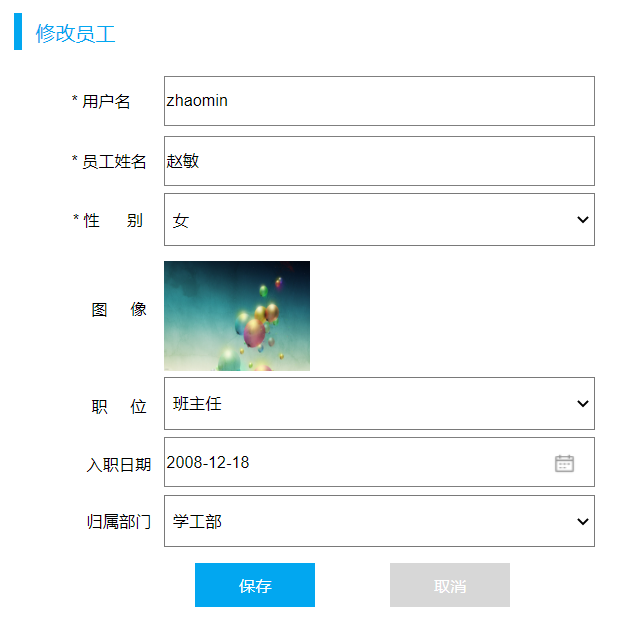 修改员工
* 用户名 zhaomin
* 员工姓名 赵敏
* 性 别 女
图 像
职 位 班主任
入职日期 2008-12-18
归属部门 学工部
保存 取消